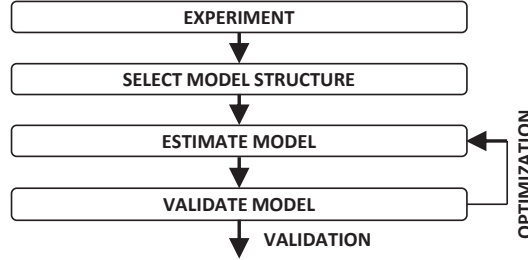 EXPERIMENT
SELECT MODEL STRUCTURE
ESTIMATE MODEL
VALIDATE MODEL
OPTIMIZATION
VALIDATION